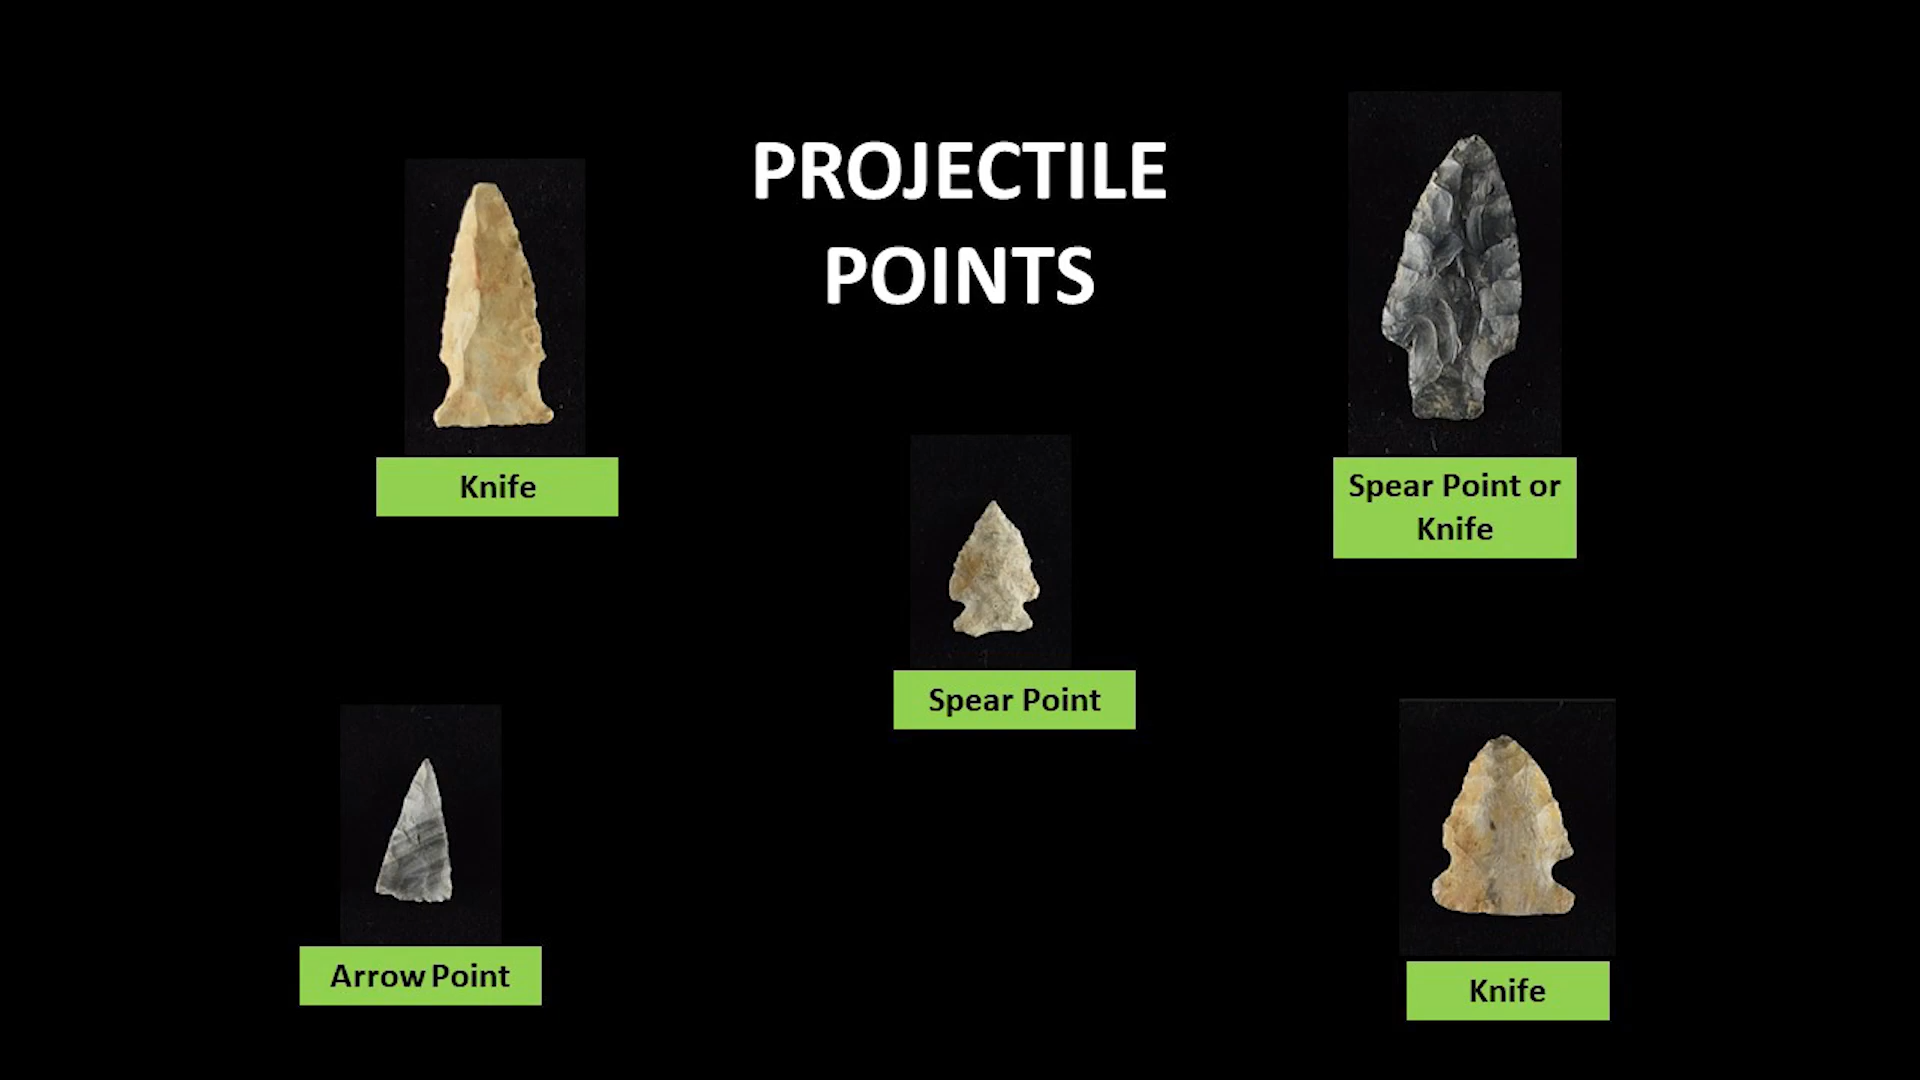 PROJECTILE
POINTS
Knife
Spear Point or
Knife
Spear Point
Arrow Point
Knife